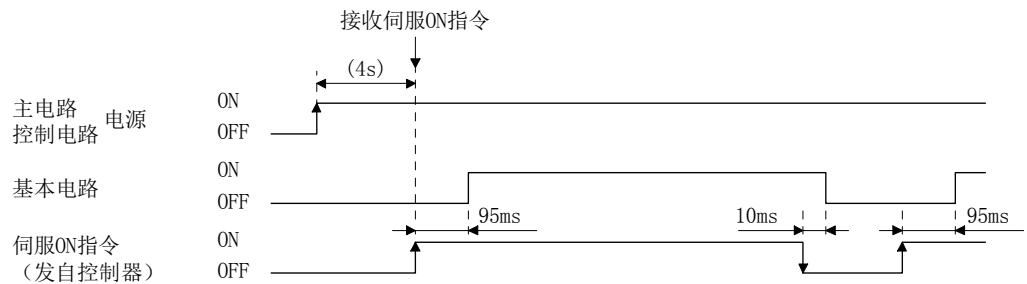 接收伺服ON指令
(4s)
主电路
控制电路
电源
ON
OFF
基本电路
ON
OFF
95ms
10ms
95ms
伺服ON指令
（发自控制器）
ON
OFF